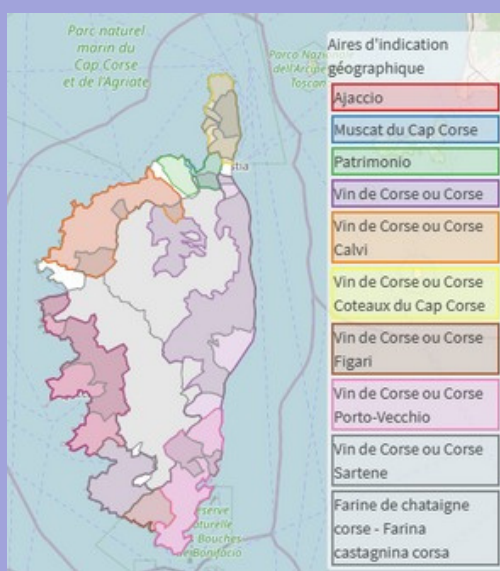 Parc naturel
marin du
Cap Corse
et de l'Agriate
Aires d'indication
géographique
Ajaccio
Muscat du Cap Corse
Patrimonio
Vin de Corse ou Corse
Vin de Corse ou Corse
Calvi
Vin de Corse ou Corse
Coteaux du Cap Corse
Vin de Corse ou Corse
Figari
Vin de Corse ou Corse
Porto-Vecchio
Vin de Corse ou Corse
Sartene
Farine de chataigne
corse - Farina
castagnina corsa
Bouches